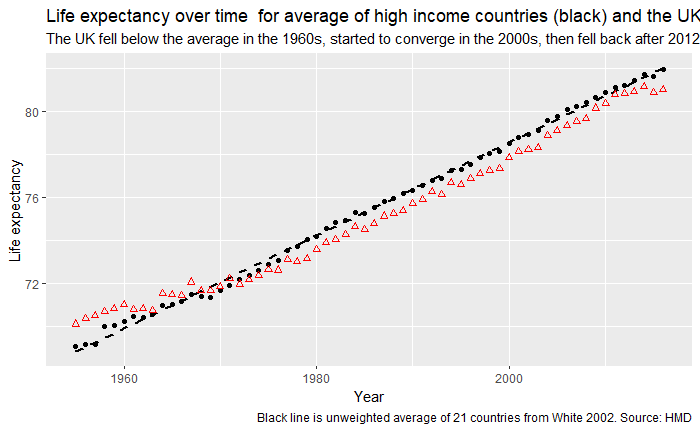 Life expectancy over time  for average of high income countries (black) and the UK
The UK fell below the average in the 1960s, started to converge in the 2000s, then fell back after 2012
Life expectancy
80
76
72
1960
1980
2000
Year
Black line is unweighted average of 21 countries from White 2002. Source: HMD